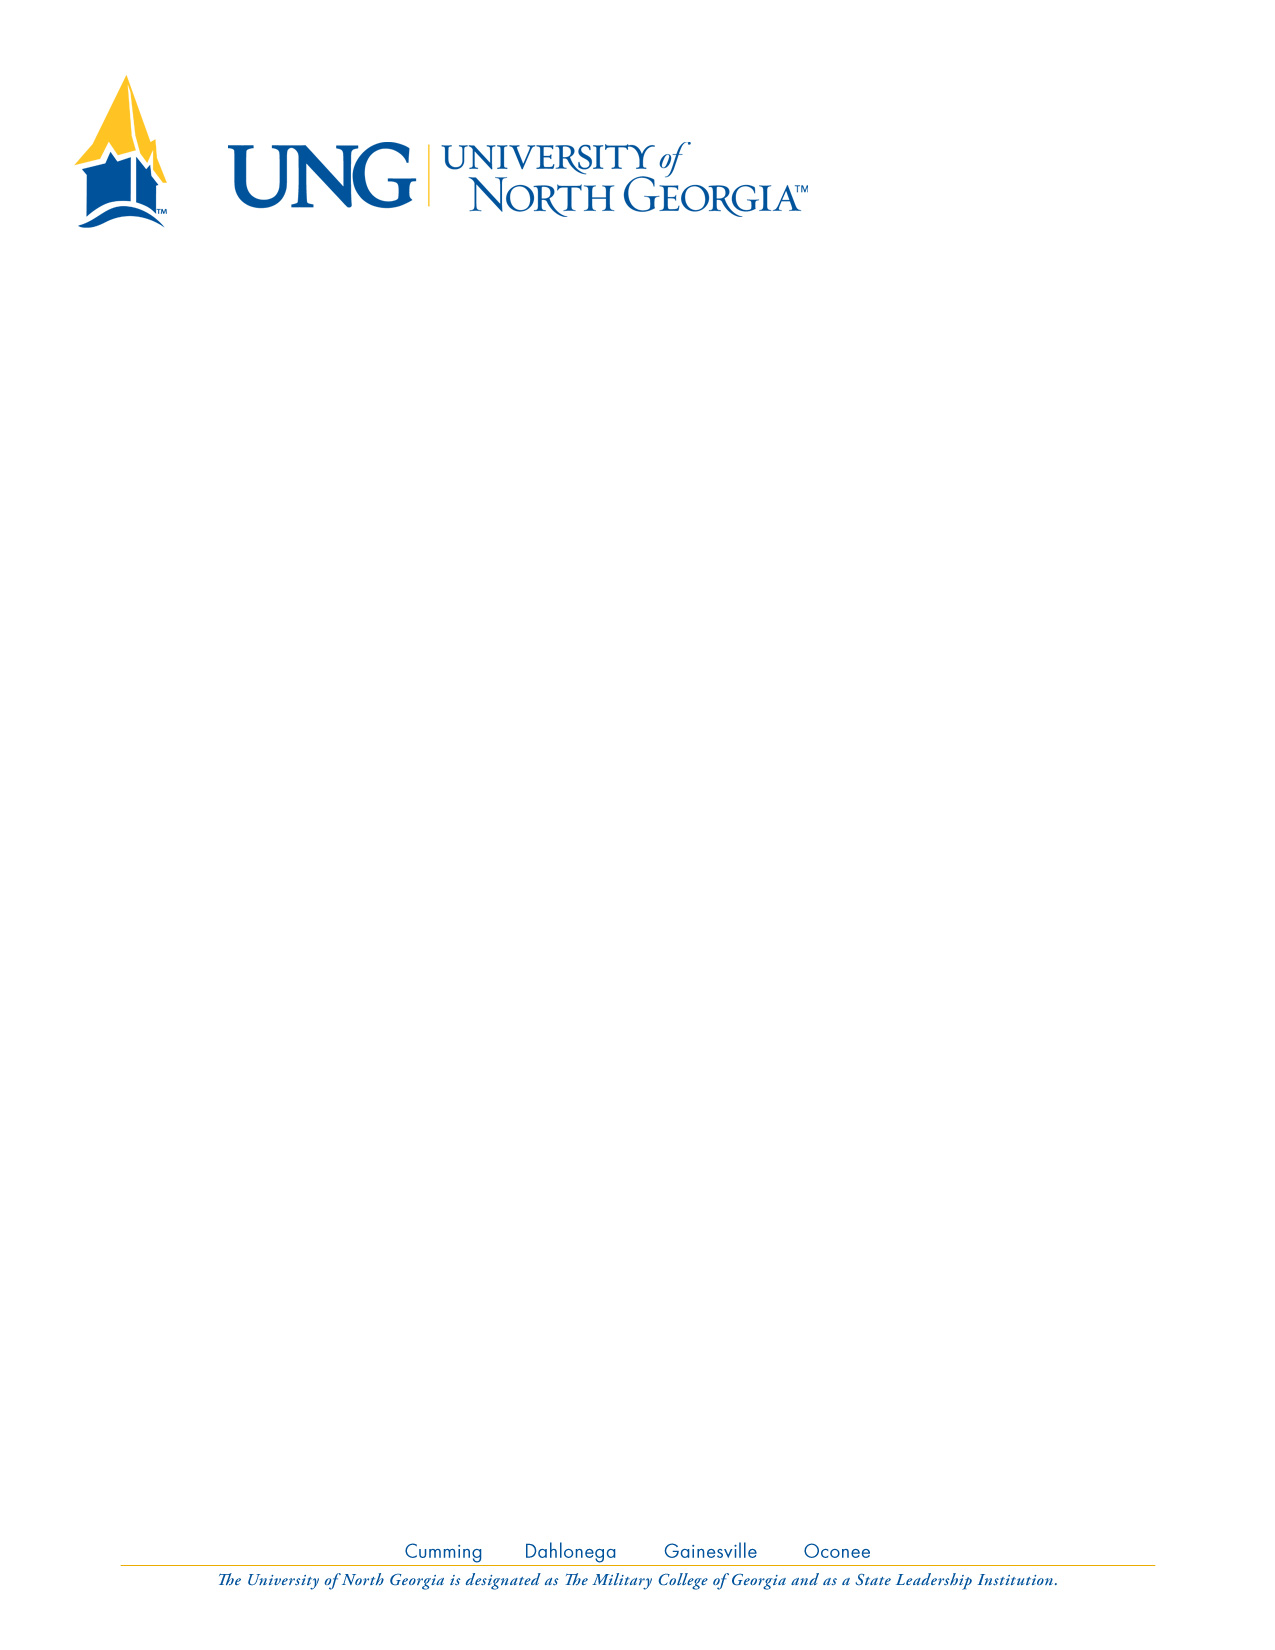 UNG UNIVERSITY of
NORTH GEORGIA™
™
Cumming Dahlonega Gainesville Oconee
The University of North Georgia is designated as The Military College of Georgia and as a State Leadership Institution.